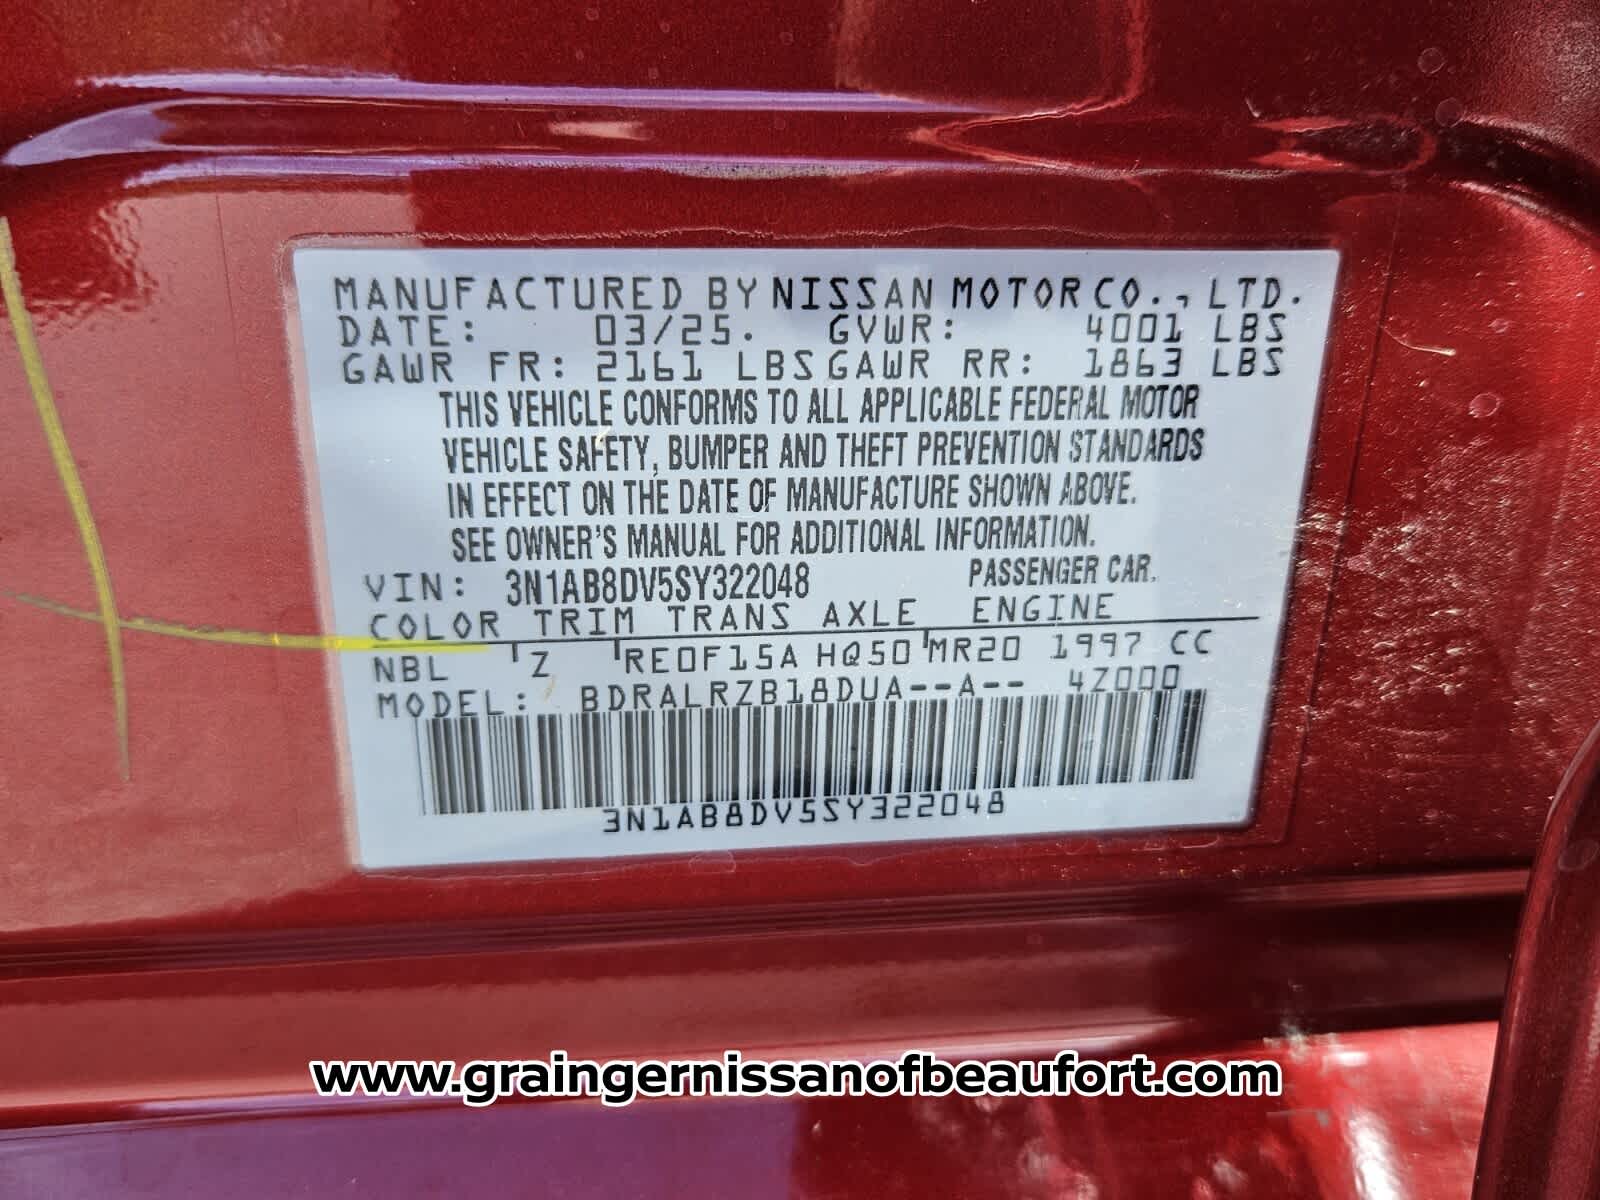 MANUFACTURED BY NISSAN MOTOR CO., LTD.
DATE: 03/25. GVWR: 4001 LBS
GAWR FR: 2161 LBS GAWR RR: 1863 LBS
THIS VEHICLE CONFORMS TO ALL APPLICABLE FEDERAL MOTOR
VEHICLE SAFETY, BUMPER AND THEFT PREVENTION STANDARDS
IN EFFECT ON THE DATE OF MANUFACTURE SHOWN ABOVE.
SEE OWNER'S MANUAL FOR ADDITIONAL INFORMATION.
VIN: 3N1AB8DV5SY322048 PASSENGER CAR.
COLOR TRIM TRANS AXLE ENGINE
NBL Z RE0F15A HQ50 MR20 1997 CC
MODEL: BDRALRZB18DUA--A-- 4Z000
3N1AB8DV5SY322048
www.graingernissanofbeaufort.com